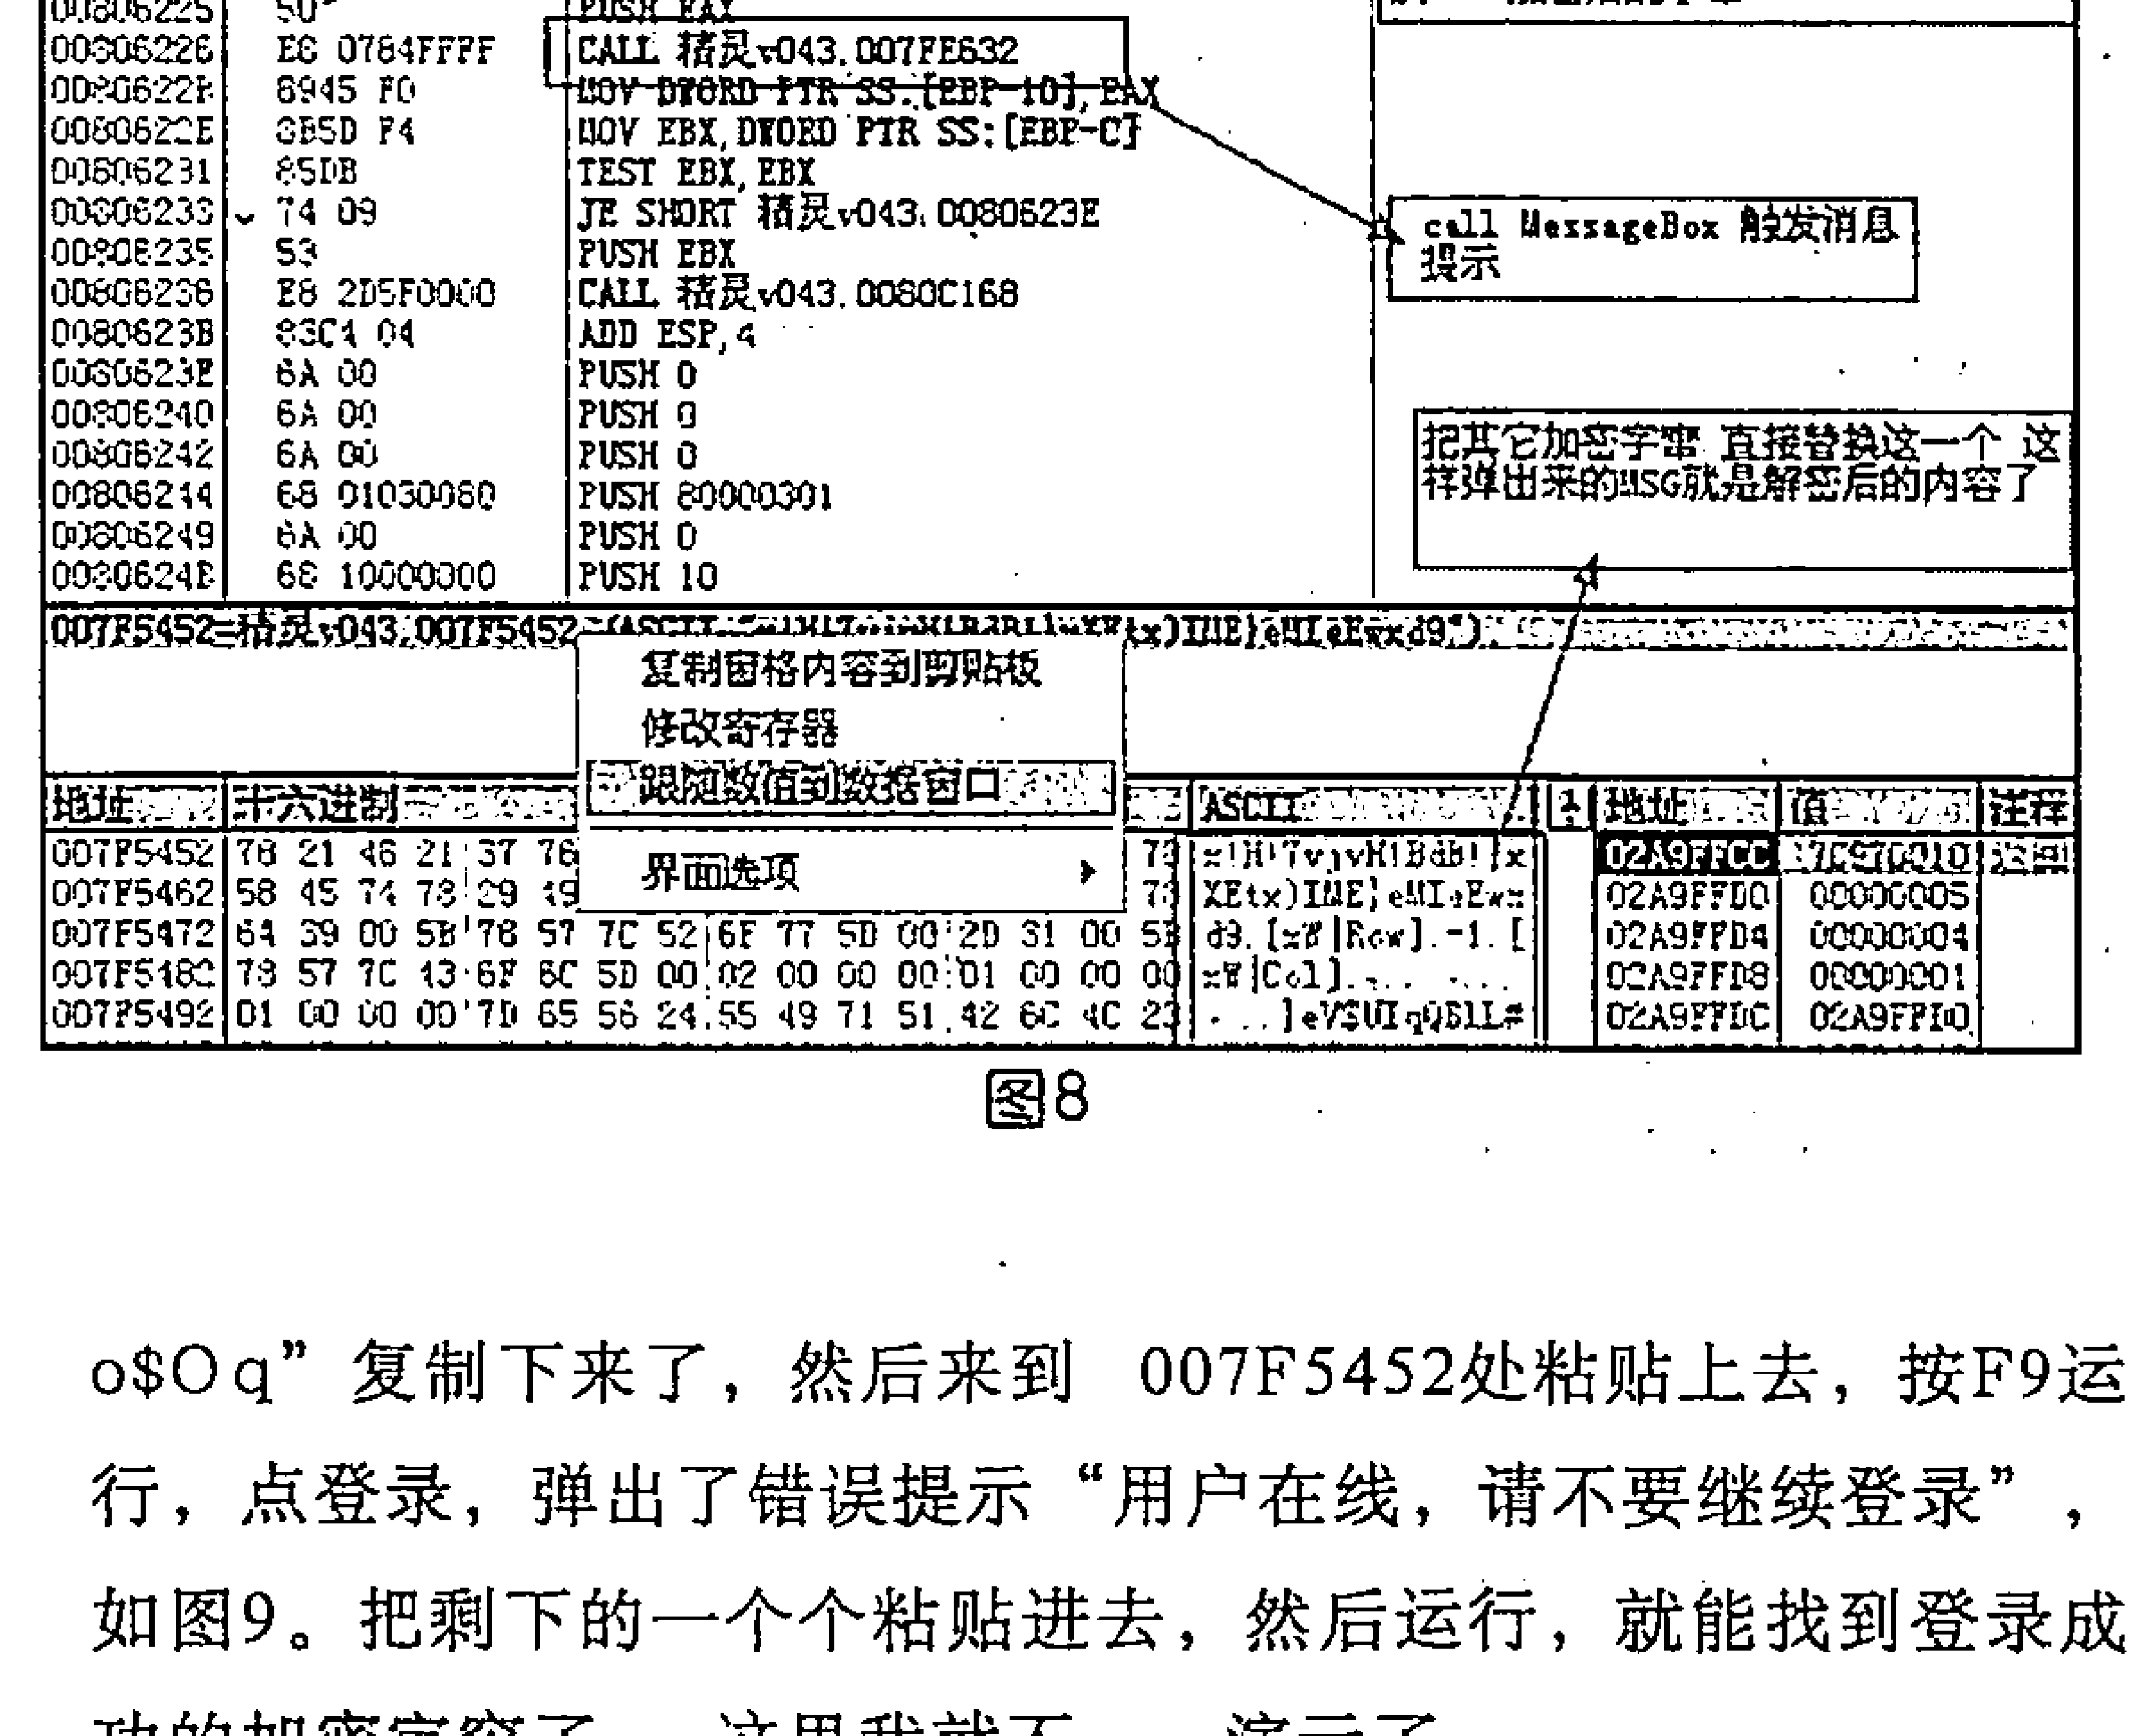 00806225 50 PUSH EAX
00806226 E8 0784FFFF CALL 精灵v043.007FE632
0080622B 8945 F0 MOV DWORD PTR SS:[EBP-10],EAX
0080622E 8B5D F4 MOV EBX,DWORD PTR SS:[EBP-C]
00806231 85DB TEST EBX,EBX
00806233 74 09 JE SHORT 精灵v043.0080623E
00806235 53 PUSH EBX
00806236 E8 2D5F0000 CALL 精灵v043.0080C168
0080623B 83C4 04 ADD ESP,4
0080623E 6A 00 PUSH 0
00806240 6A 00 PUSH 0
00806242 6A 00 PUSH 0
00806244 68 01030080 PUSH 80000301
00806249 6A 00 PUSH 0
0080624B 68 10000000 PUSH 10
call MessageBox 触发消息
提示
把其它加密字串 直接替换这一个 这
样弹出来的MSG就是解密后的内容了
007F5452=精灵v043.007F5452
复制窗格内容到剪贴板
修改寄存器
跟随数值到数据窗口
界面选项
地址 十六进制 ASCII 地址 值 注释
007F5452 78 21 48 21 37 76
007F5462 58 45 74 78 29 49
007F5472 64 39 00 5B 78 57 7C 52 6F 77 5D 00 2D 31 00 5B d9.[xW|Row].-1.[
007F5482 78 57 7C 43 6F 6C 5D 00 02 00 00 00 01 00 00 00 xW|Col].
007F5492 01 00 00 00 7D 65 56 24 55 49 71 51 42 6C 4C 23
02A9FFCC 返回
02A9FFD0 00000005
02A9FFD4 00000004
02A9FFD8 00000001
02A9FFDC
图8
o$Oq” 复制下来了，然后来到 007F5452处粘贴上去，按F9运
行，点登录，弹出了错误提示“用户在线，请不要继续登录”，
如图9。把剩下的一个个粘贴进去，然后运行，就能找到登录成